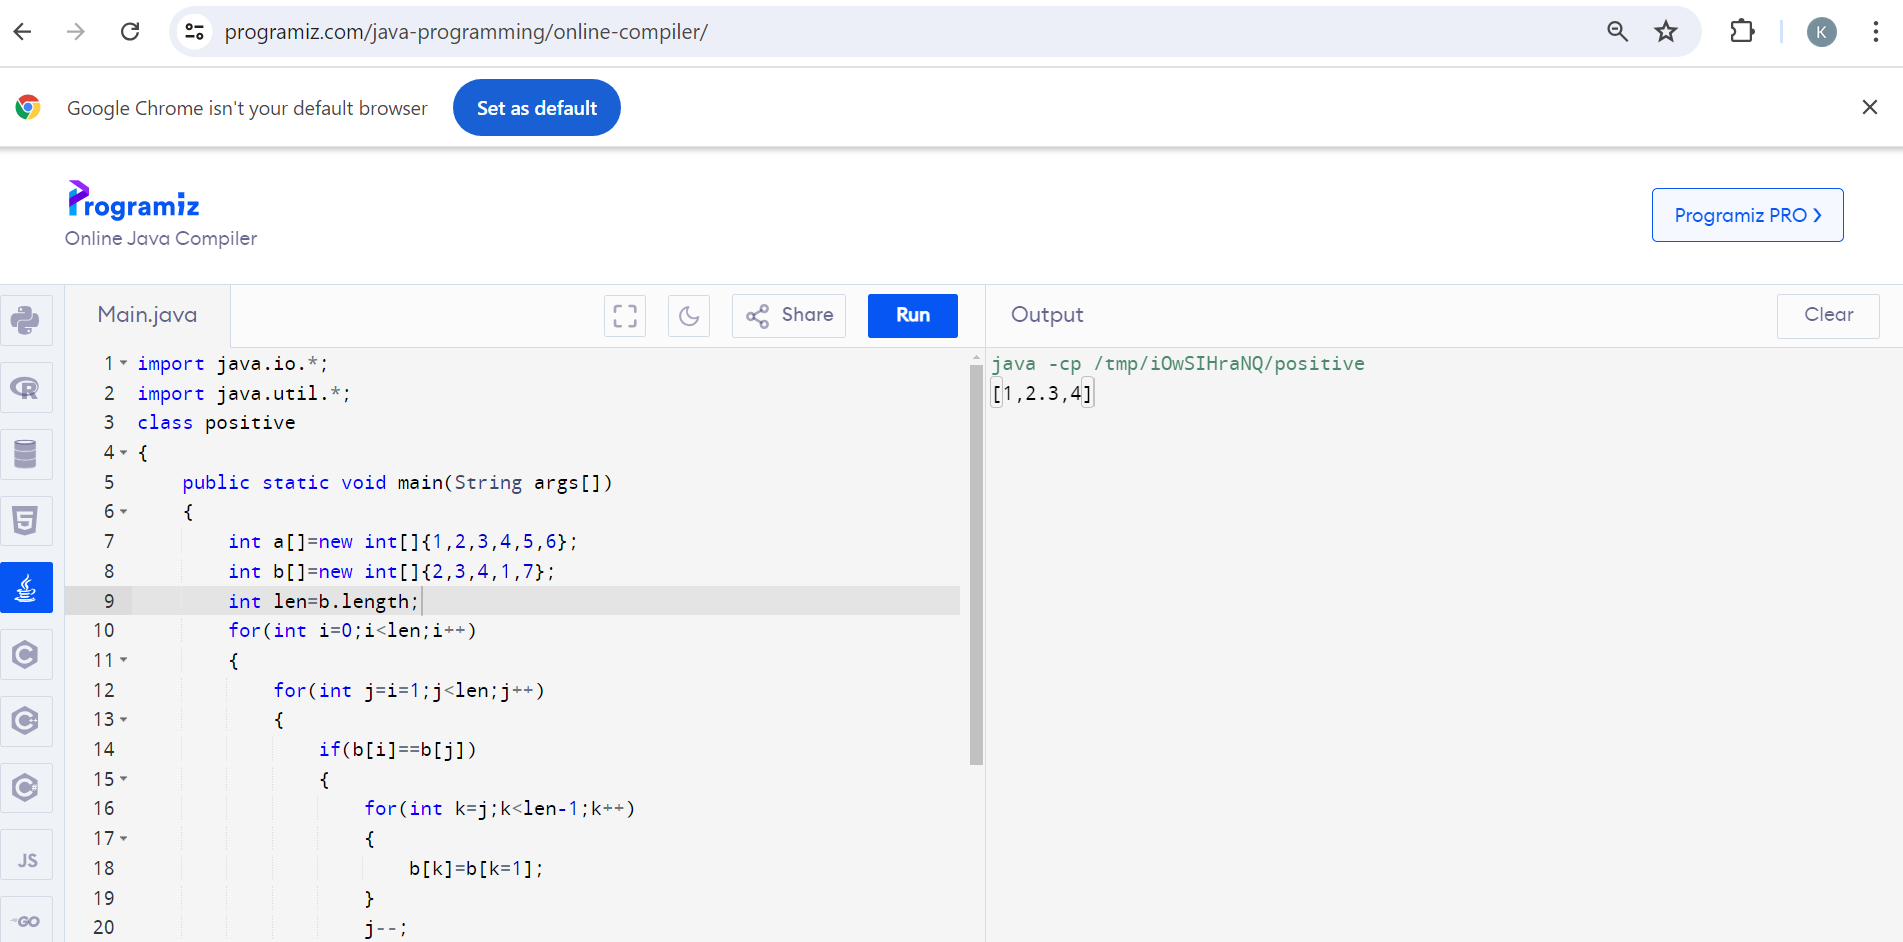 programiz.com/java-programming/online-compiler/
K
Google Chrome isn't your default browser
Set as default
Programiz
Online Java Compiler
Programiz PRO
Main.java
Share
Run
Output
Clear
1 import java.io.*;
2 import java.util.*;
3 class positive
4 {
5 public static void main(String args[])
6 {
7 int a[]=new int[]{1,2,3,4,5,6};
8 int b[]=new int[]{2,3,4,1,7};
9 int len=b.length;
10 for(int i=0;i<len;i++)
11 {
12 for(int j=i=1;j<len;j++)
13 {
14 if(b[i]==b[j])
15 {
16 for(int k=j;k<len-1;k++)
17 {
18 b[k]=b[k=1];
19 }
20 j--;
java -cp /tmp/iOwSIHraNQ/positive
[1,2.3,4]
R
5
C
C++
C#
JS
GO